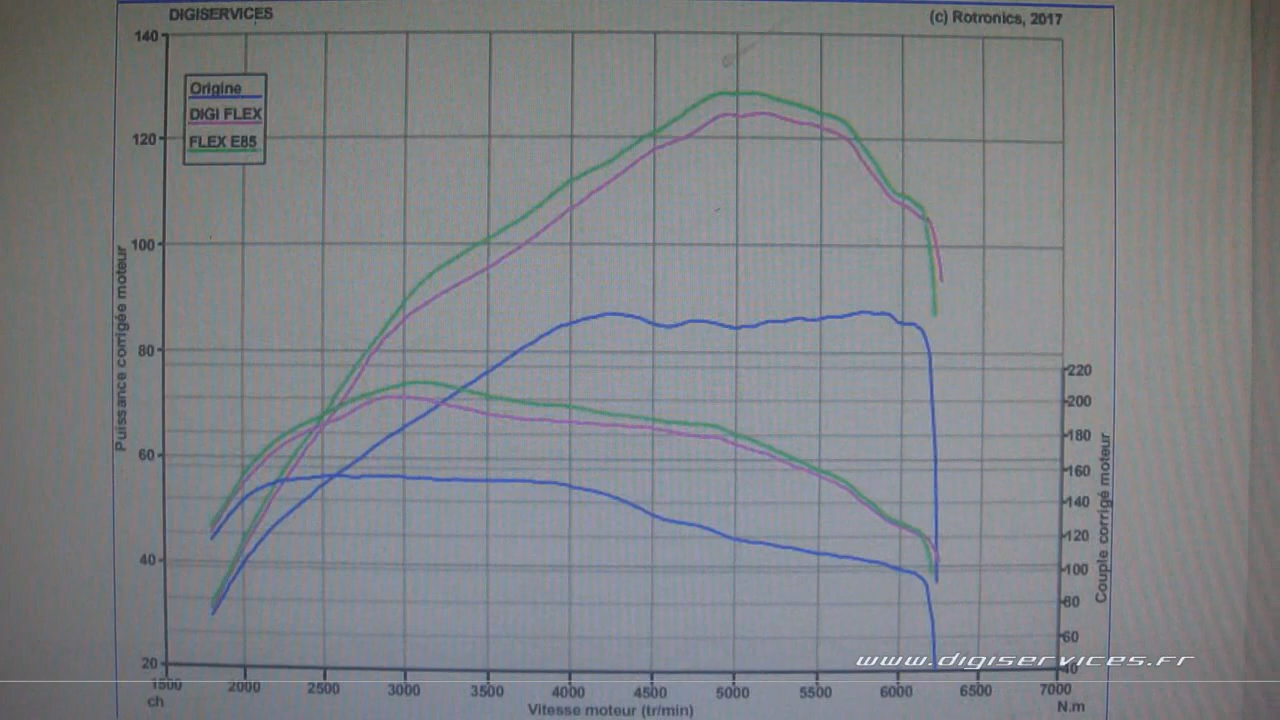 DIGISERVICES
(c) Rotronics, 2017
Origine
DIGI FLEX
FLEX E85
Puissance corrigée moteur
140
120
100
80
60
40
20
220
200
180
160
140
120
100
80
60
40
Couple corrigé moteur
www.digiservices.fr
1500 2000 2500 3000 3500 4000 4500 5000 5500 6000 6500 7000
ch
Vitesse moteur (tr/min)
N.m